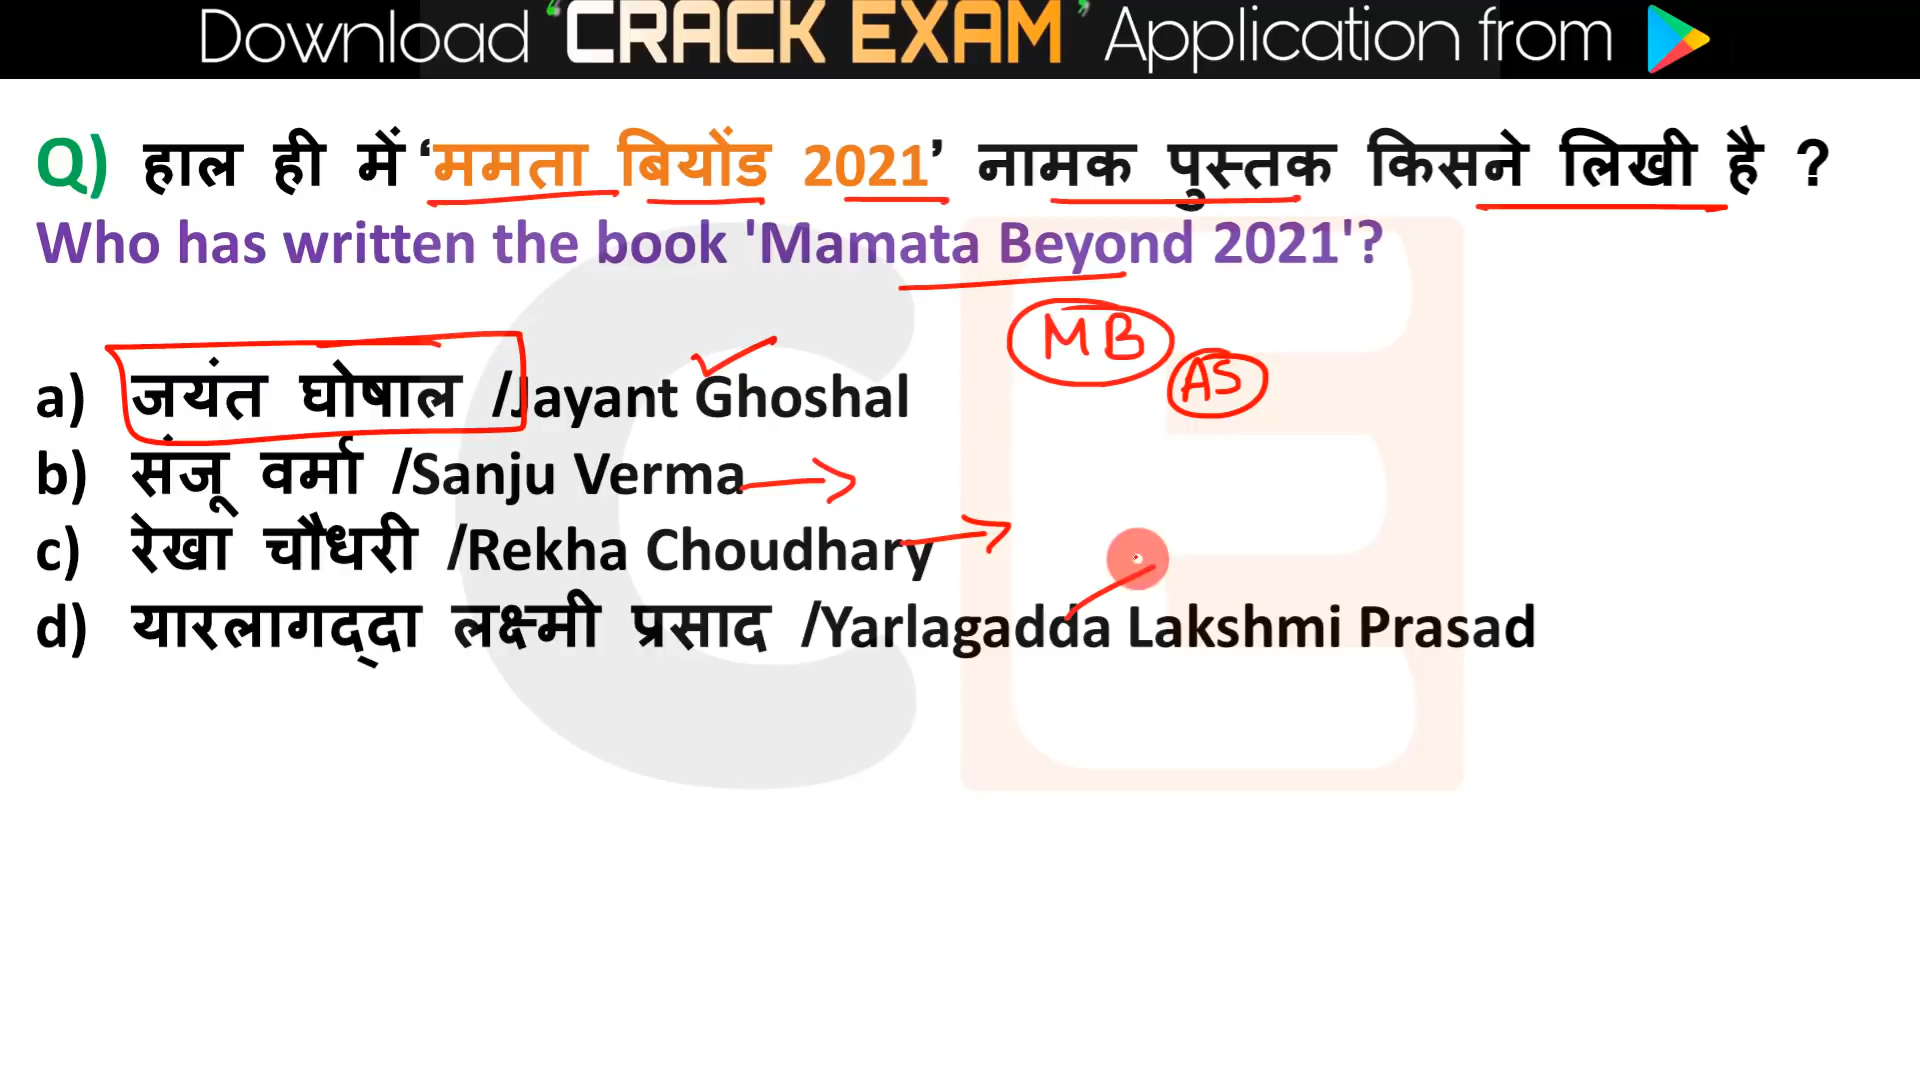 Download ‘CRACK EXAM’ Application from
Q) हाल ही में ‘ममता बियोंड 2021’ नामक पुस्तक किसने लिखी है ?
Who has written the book 'Mamata Beyond 2021'?
MB
AS
a) जयंत घोषाल /Jayant Ghoshal
b) संजू वर्मा /Sanju Verma
c) रेखा चौधरी /Rekha Choudhary
d) यारलागद्दा लक्ष्मी प्रसाद /Yarlagadda Lakshmi Prasad
CE